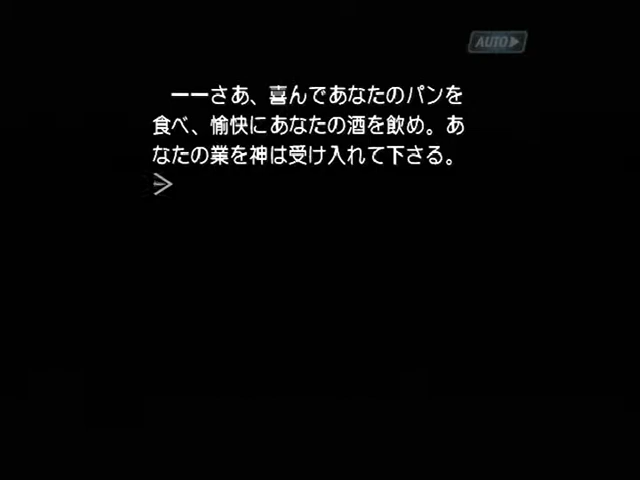 AUTO
ーーさあ、喜んであなたのパンを
食べ、愉快にあなたの酒を飲め。あ
なたの業を神は受け入れて下さる。